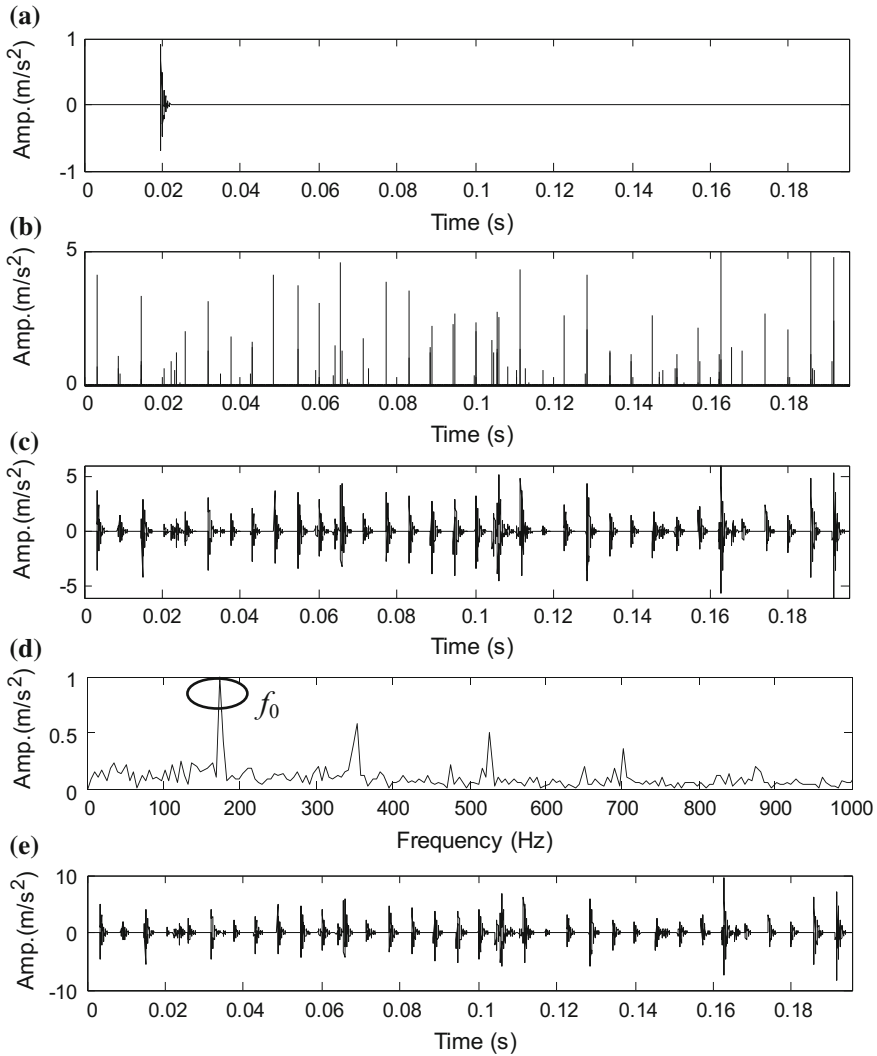 (a)
Amp.(m/s²)
1
0
-1
0 0.02 0.04 0.06 0.08 0.1 0.12 0.14 0.16 0.18
Time (s)
(b)
Amp.(m/s²)
5
0
0 0.02 0.04 0.06 0.08 0.1 0.12 0.14 0.16 0.18
Time (s)
(c)
Amp.(m/s²)
5
0
-5
0 0.02 0.04 0.06 0.08 0.1 0.12 0.14 0.16 0.18
Time (s)
(d)
Amp.(m/s²)
1
0.5
0
f₀
0 100 200 300 400 500 600 700 800 900 1000
Frequency (Hz)
(e)
Amp.(m/s²)
10
0
-10
0 0.02 0.04 0.06 0.08 0.1 0.12 0.14 0.16 0.18
Time (s)